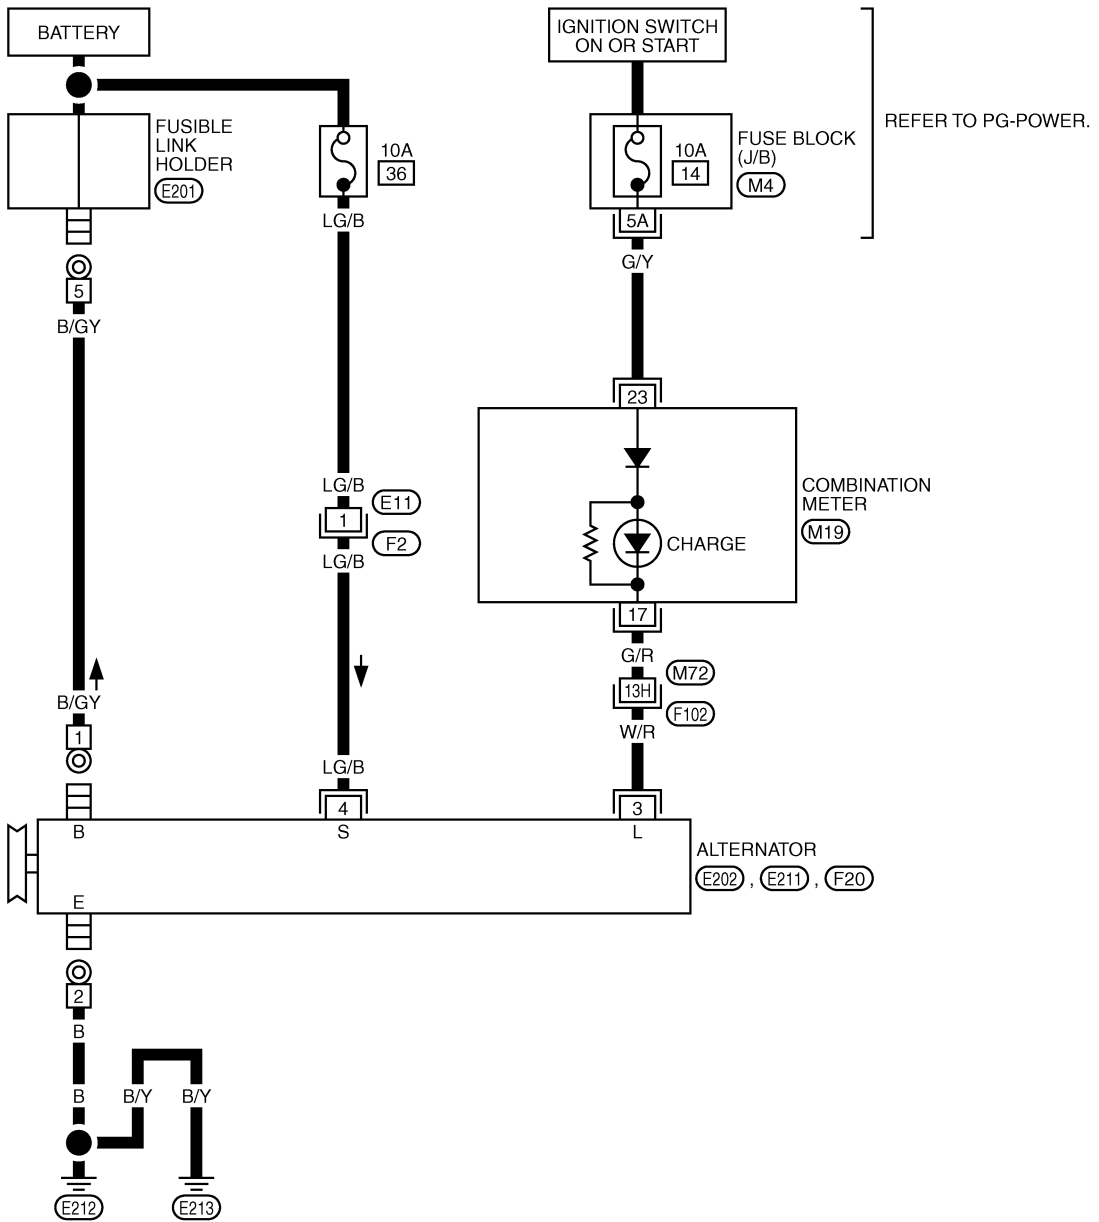 BATTERY
IGNITION SWITCH
ON OR START
REFER TO PG-POWER.
FUSIBLE
LINK
HOLDER
E201
10A
36
10A
14
FUSE BLOCK
(J/B)
M4
LG/B
5A
G/Y
5
B/GY
23
COMBINATION
METER
M19
CHARGE
LG/B
E11
1
F2
LG/B
17
G/R
M72
13H
F102
W/R
B/GY
1
LG/B
4
3
B
S
L
ALTERNATOR
E202 , E211 , F20
E
2
B
B
B/Y
B/Y
E212
E213